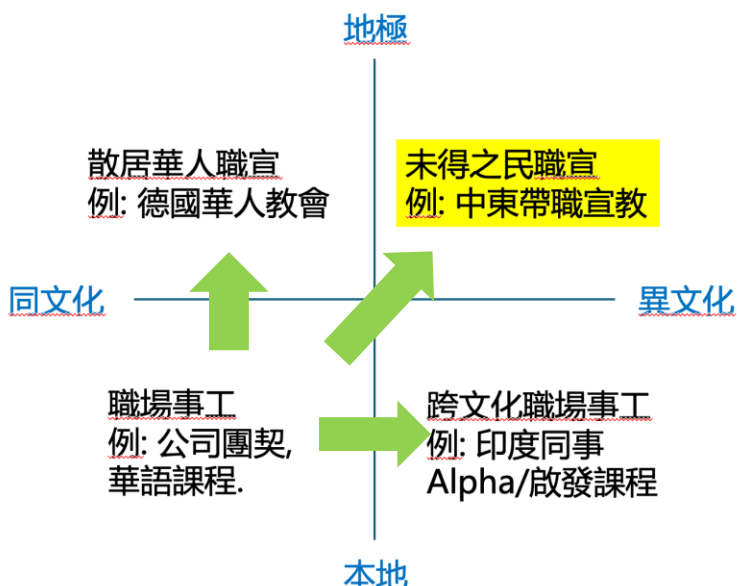 地極
散居華人職宣
例: 德國華人教會
未得之民職宣
例: 中東帶職宣教
同文化
異文化
職場事工
例: 公司團契,
華語課程.
跨文化職場事工
例: 印度同事
Alpha/啟發課程
本地